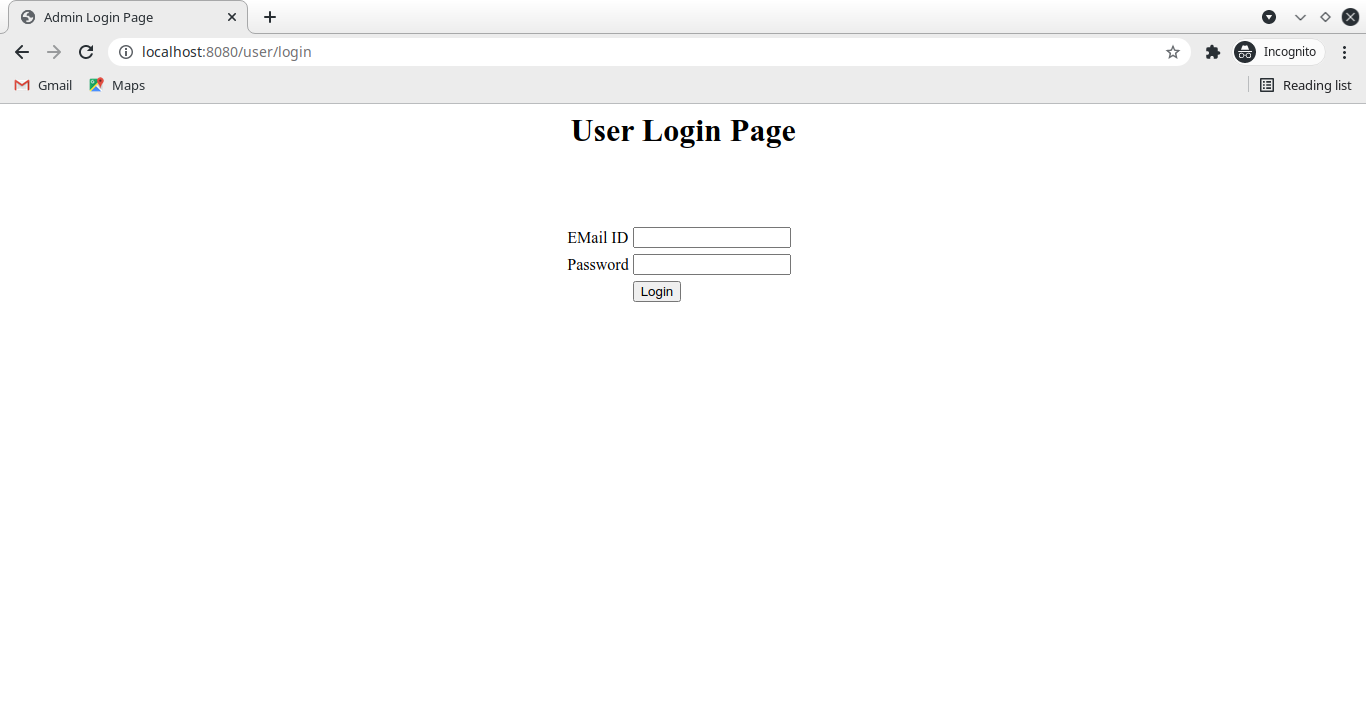 Admin Login Page
localhost:8080/user/login
Incognito
Gmail Maps Reading list
User Login Page
EMail ID
Password
Login